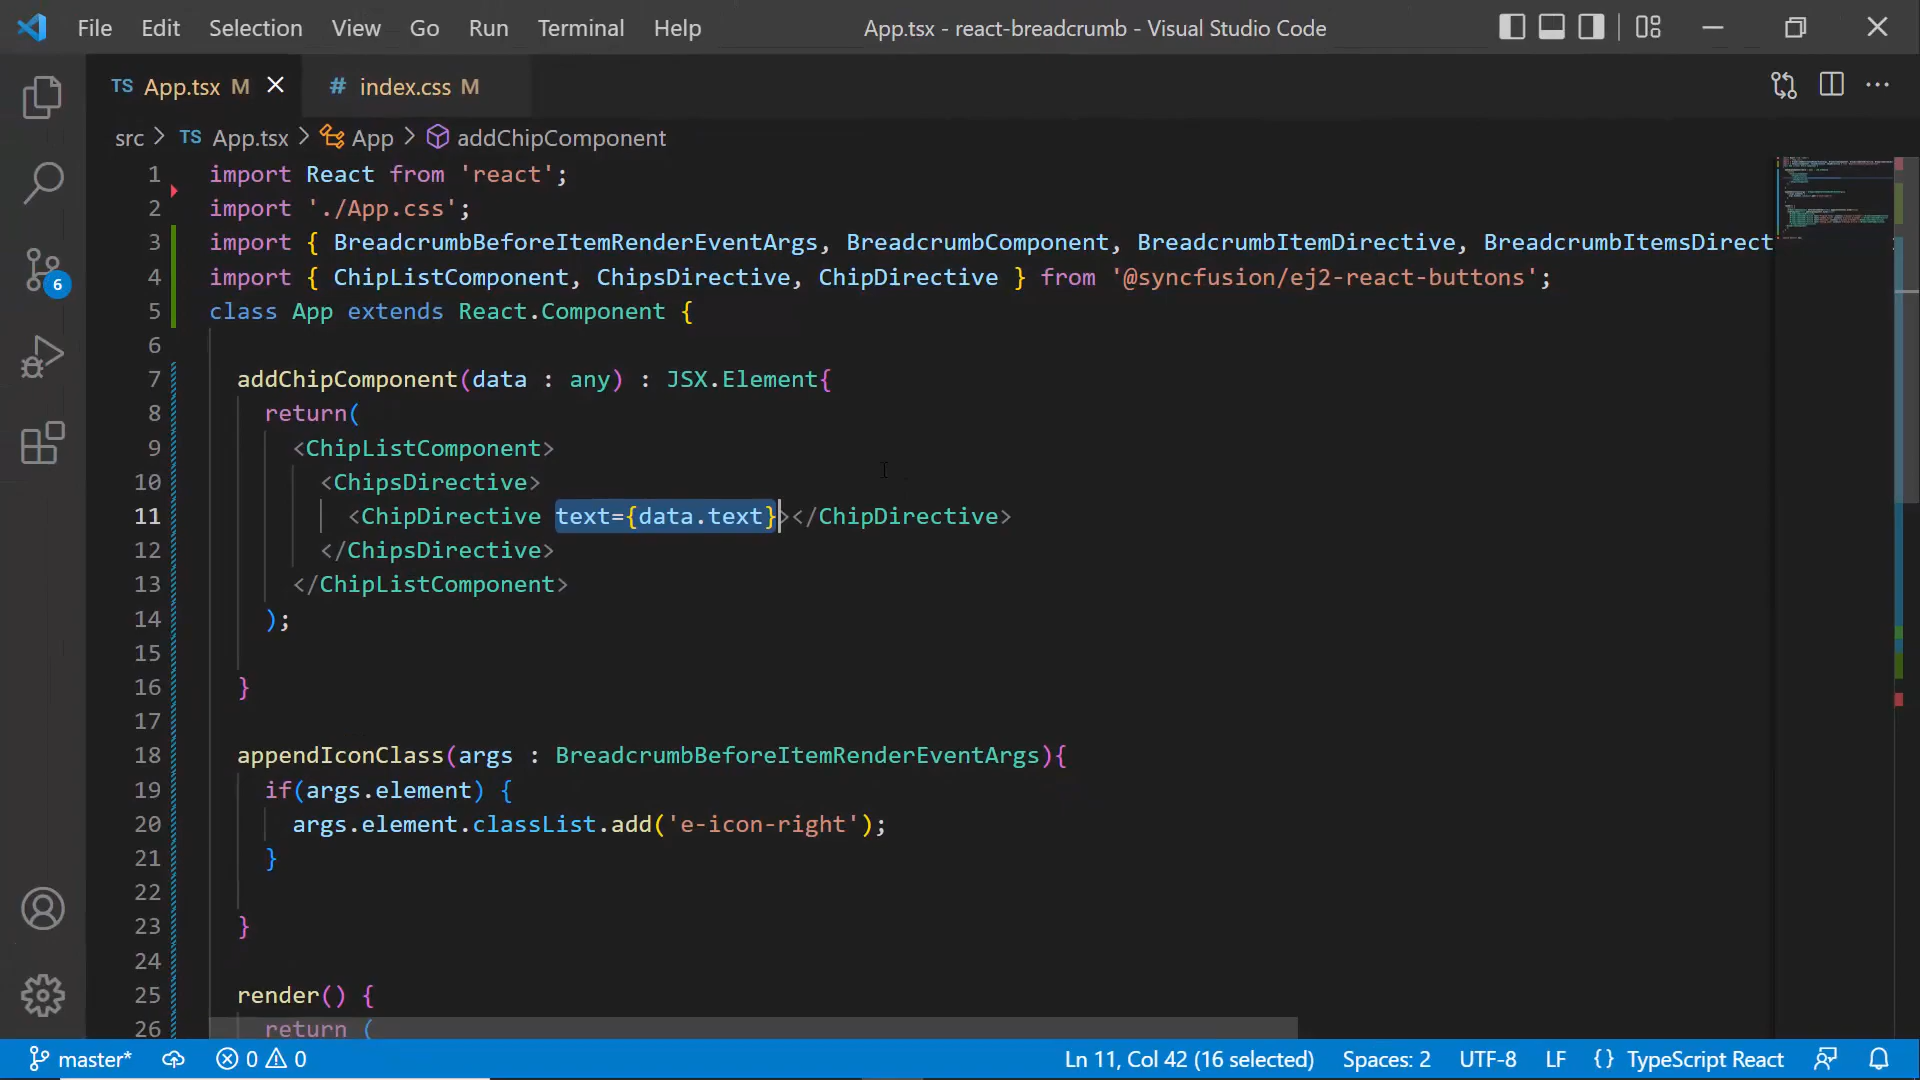 File Edit Selection View Go Run Terminal Help App.tsx - react-breadcrumb - Visual Studio Code
TS App.tsx M # index.css M
src > TS App.tsx > App > addChipComponent
1 import React from 'react';
2 import './App.css';
3 import { BreadcrumbBeforeItemRenderEventArgs, BreadcrumbComponent, BreadcrumbItemDirective, BreadcrumbItemsDirect
4 import { ChipListComponent, ChipsDirective, ChipDirective } from '@syncfusion/ej2-react-buttons';
5 class App extends React.Component {
6
7 addChipComponent(data : any) : JSX.Element{
8 return(
9 <ChipListComponent>
10 <ChipsDirective>
11 <ChipDirective text={data.text}></ChipDirective>
12 </ChipsDirective>
13 </ChipListComponent>
14 );
15
16 }
17
18 appendIconClass(args : BreadcrumbBeforeItemRenderEventArgs){
19 if(args.element) {
20 args.element.classList.add('e-icon-right');
21 }
22
23 }
24
25 render() {
26 return (
6
master* 0 0 Ln 11, Col 42 (16 selected) Spaces: 2 UTF-8 LF {} TypeScript React